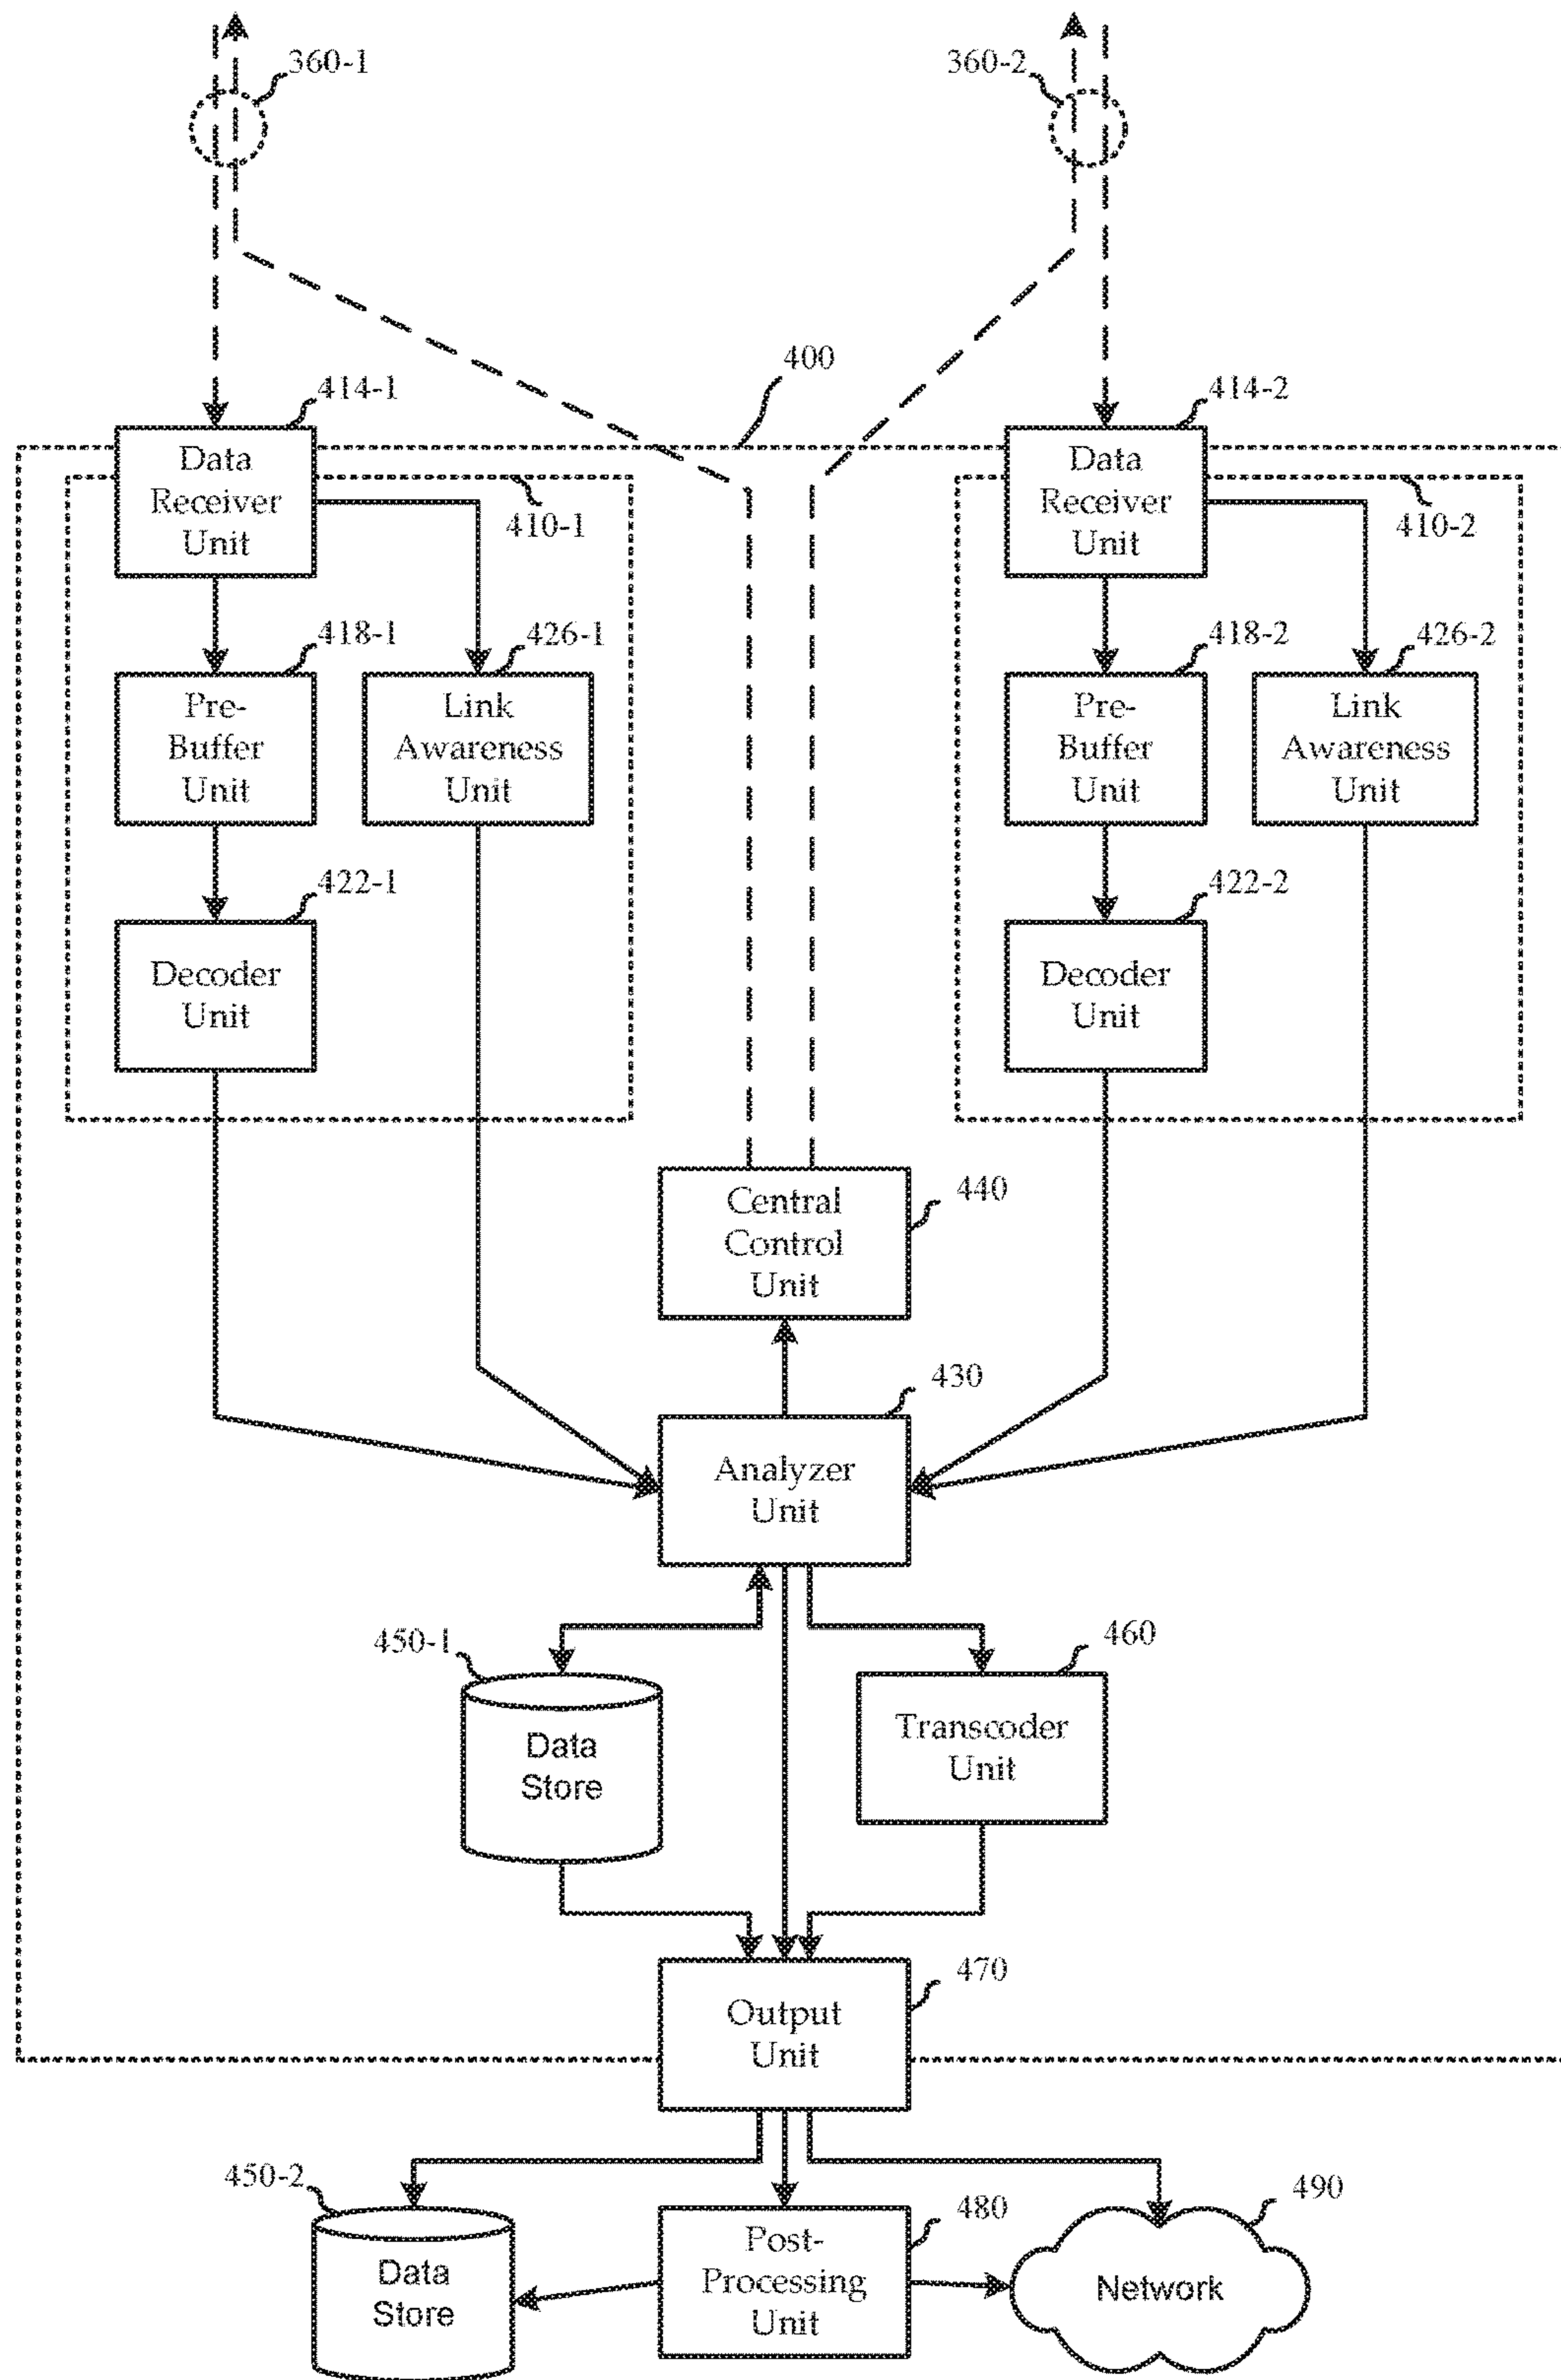 360-1
360-2
400
414-1
414-2
Data
Receiver
Unit
Data
Receiver
Unit
410-1
410-2
418-1
426-1
418-2
426-2
Pre-
Buffer
Unit
Link
Awareness
Unit
Pre-
Buffer
Unit
Link
Awareness
Unit
422-1
422-2
Decoder
Unit
Decoder
Unit
Central
Control
Unit
440
430
Analyzer
Unit
450-1
460
Data
Store
Transcoder
Unit
470
Output
Unit
450-2
480
490
Data
Store
Post-
Processing
Unit
Network